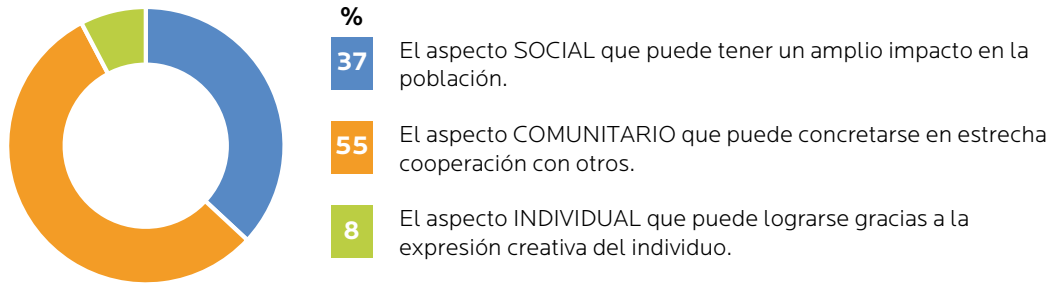 %
37
El aspecto SOCIAL que puede tener un amplio impacto en la
población.
55
El aspecto COMUNITARIO que puede concretarse en estrecha
cooperación con otros.
8
El aspecto INDIVIDUAL que puede lograrse gracias a la
expresión creativa del individuo.